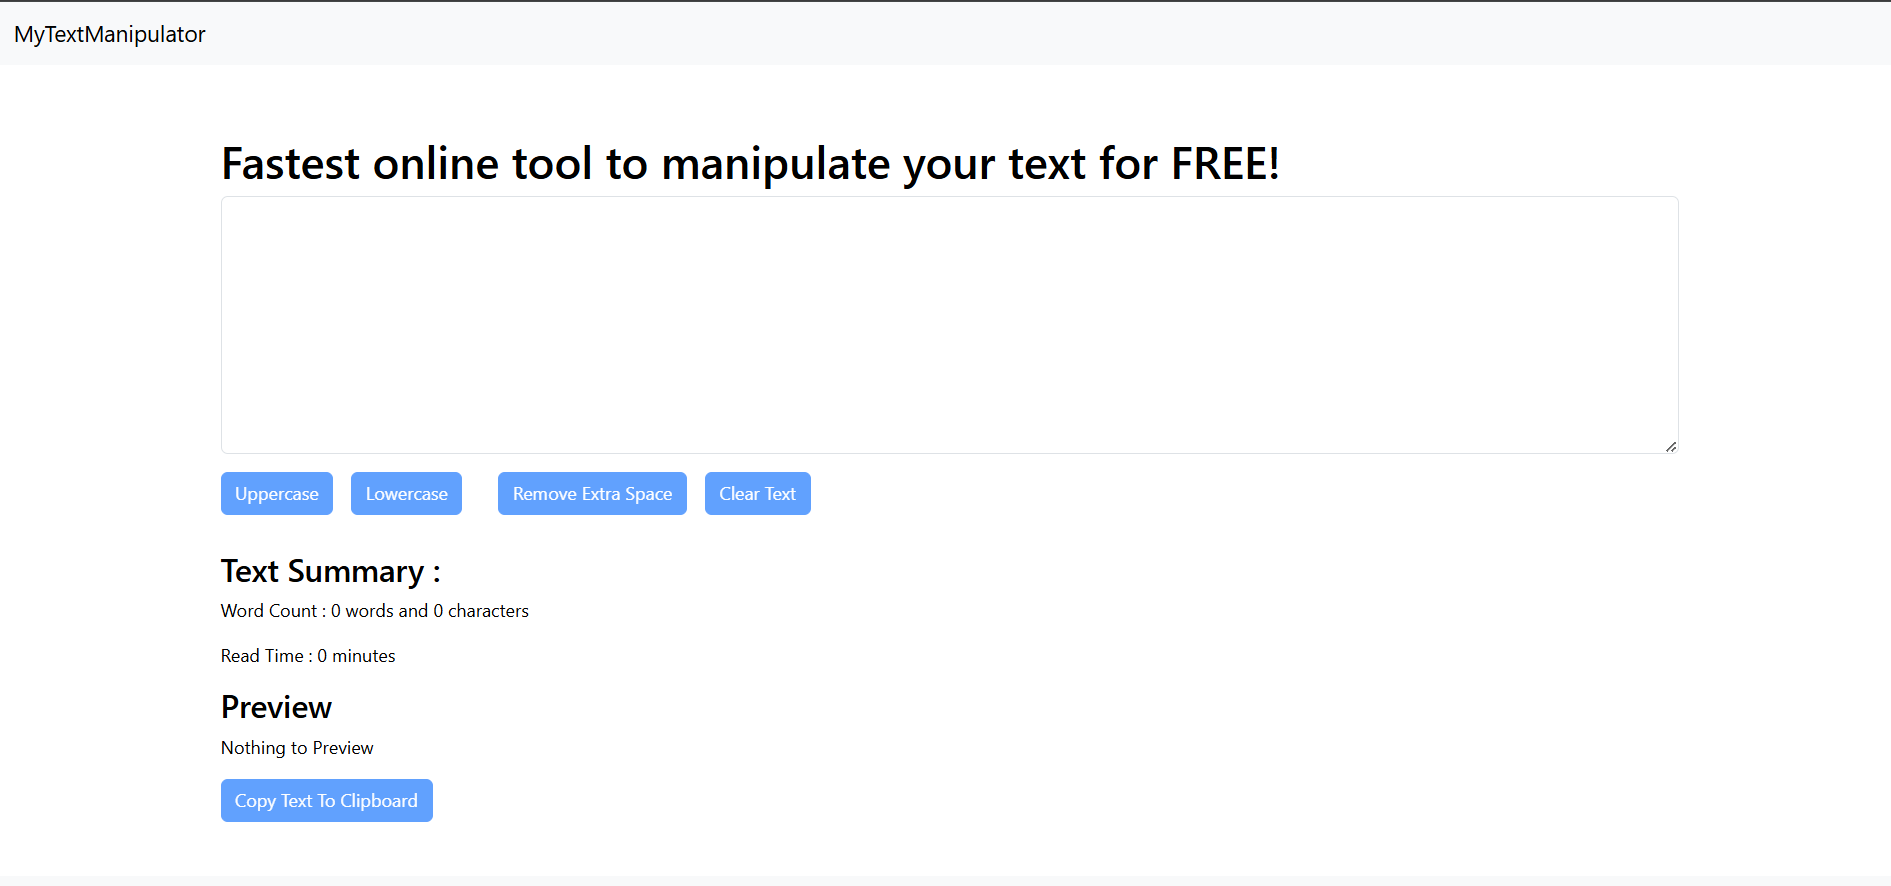 MyTextManipulator
Fastest online tool to manipulate your text for FREE!
Uppercase Lowercase Remove Extra Space Clear Text
Text Summary :
Word Count : 0 words and 0 characters
Read Time : 0 minutes
Preview
Nothing to Preview
Copy Text To Clipboard